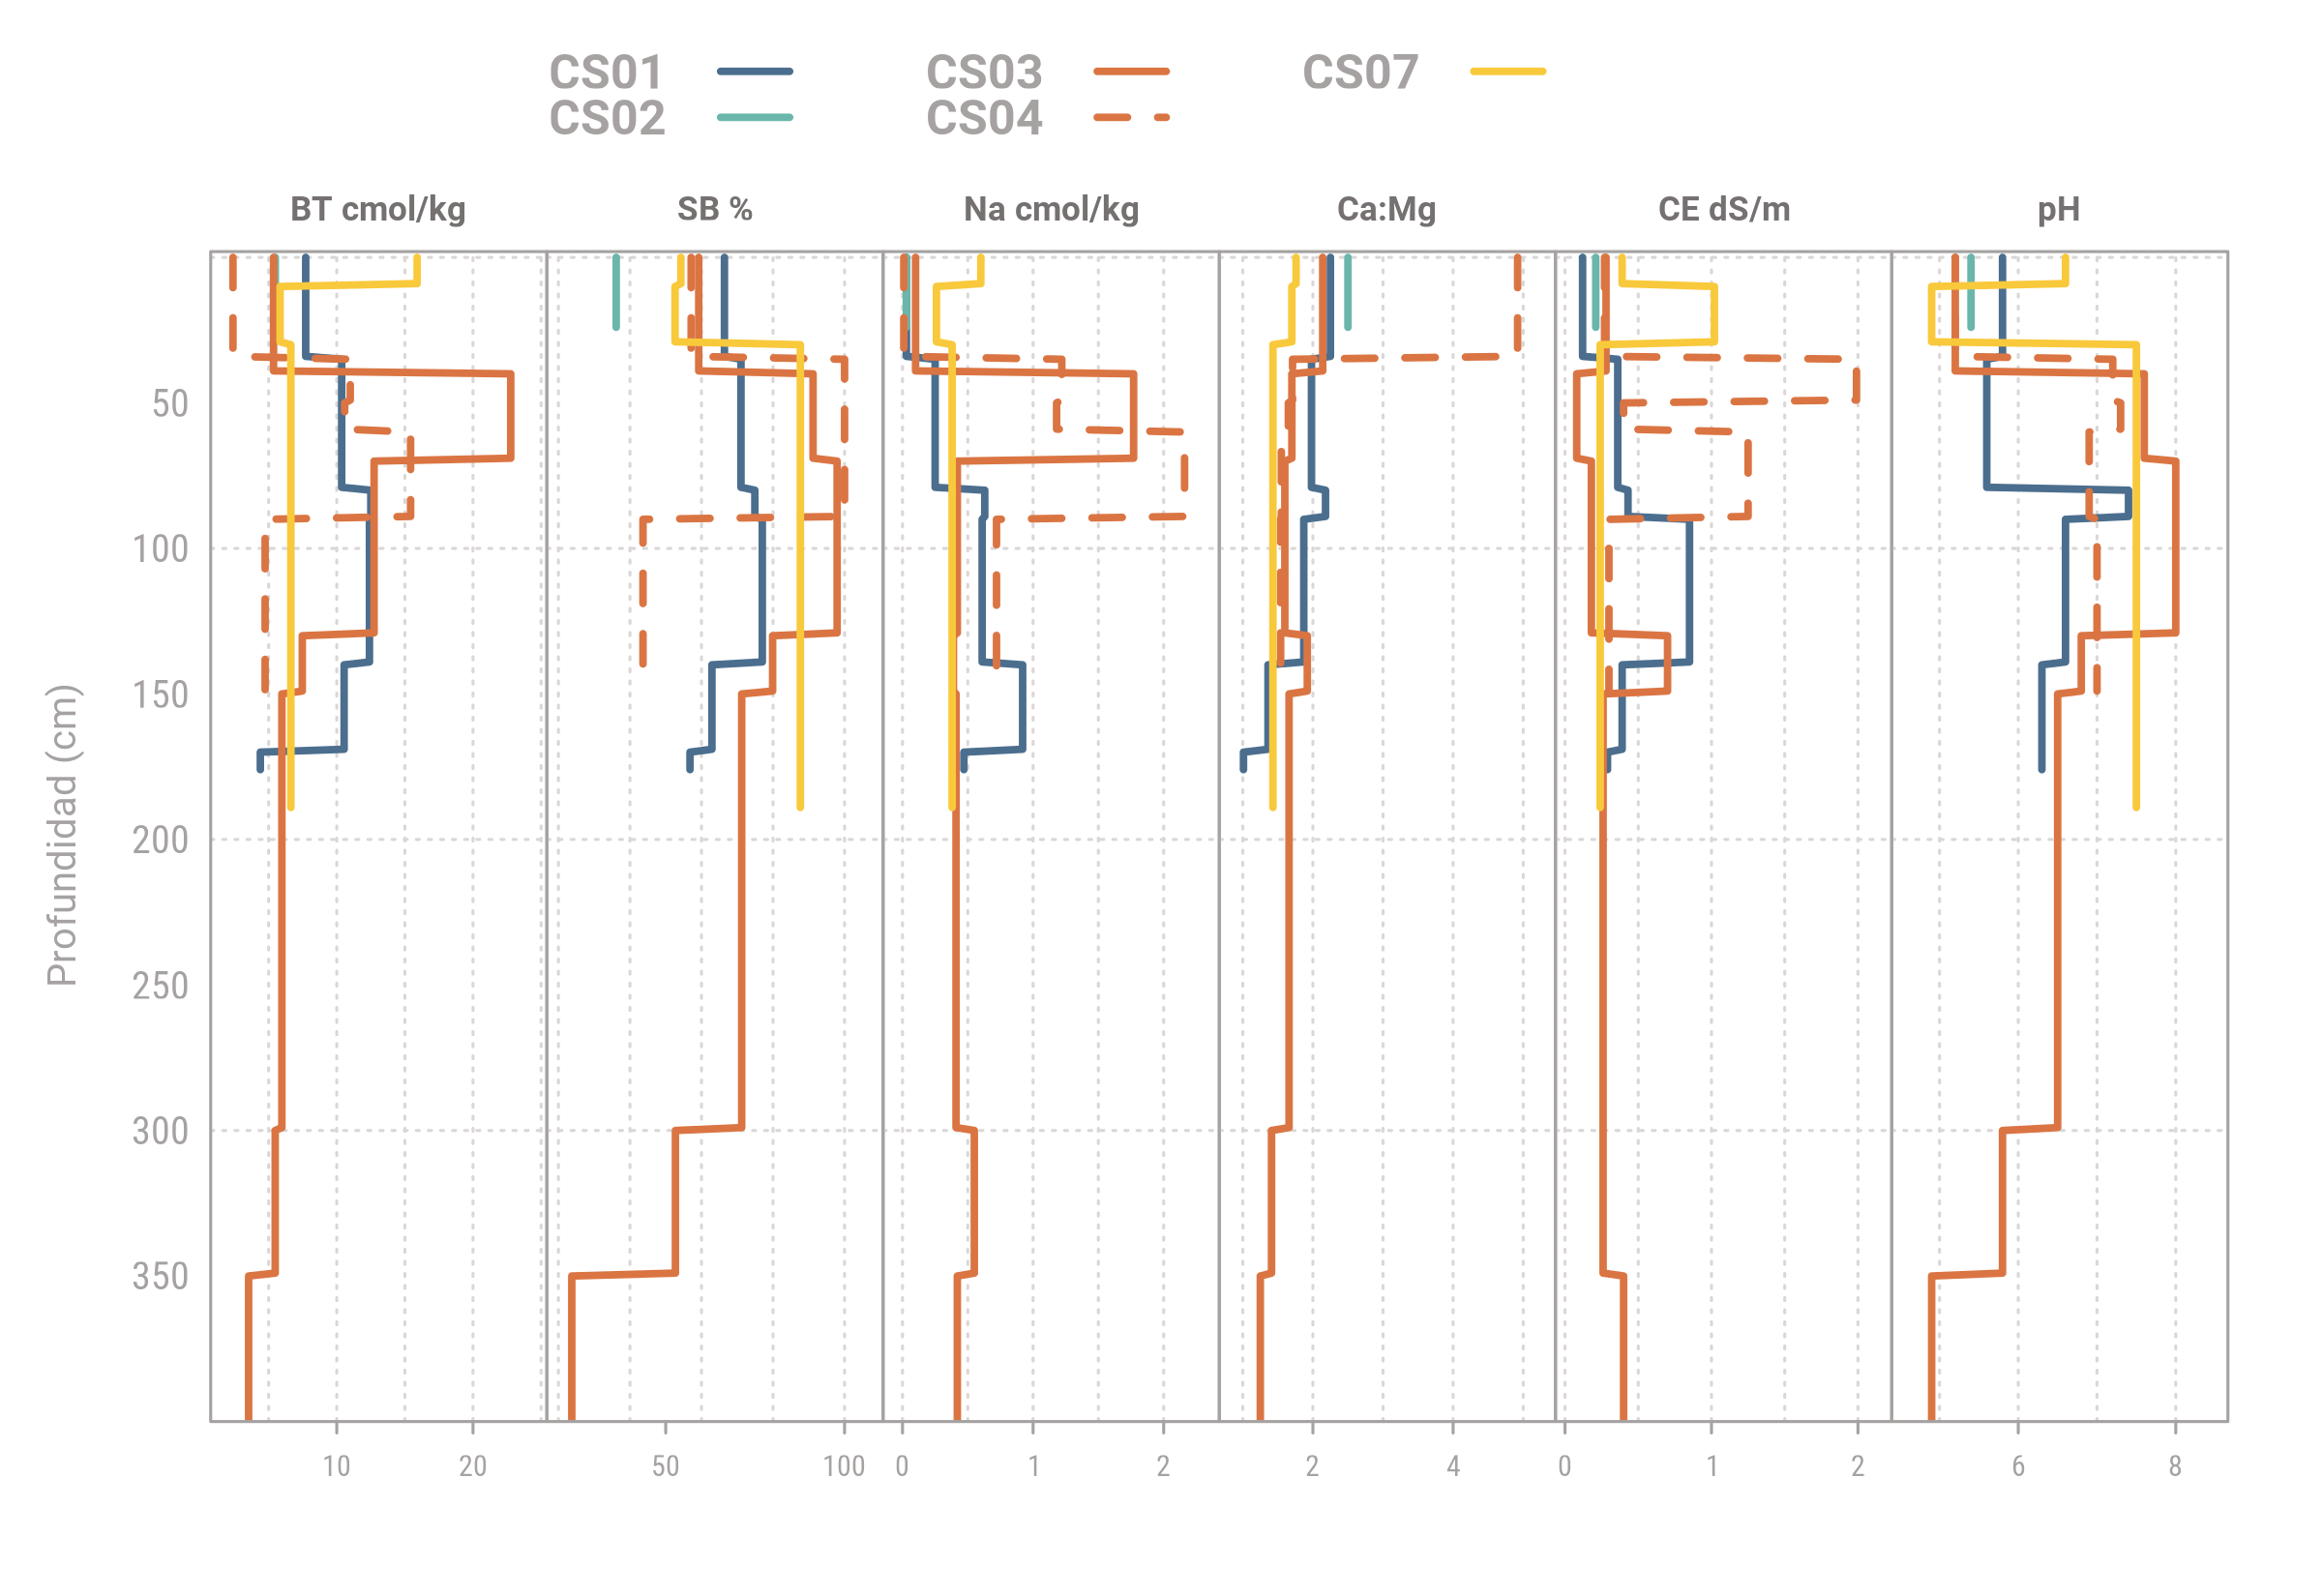 CS01 CS03 CS07
CS02 CS04
BT cmol/kg SB % Na cmol/kg Ca:Mg CE dS/m pH
Profundidad (cm)
50
100
150
200
250
300
350
10 20 50 100 0 1 2 2 4 0 1 2 6 8